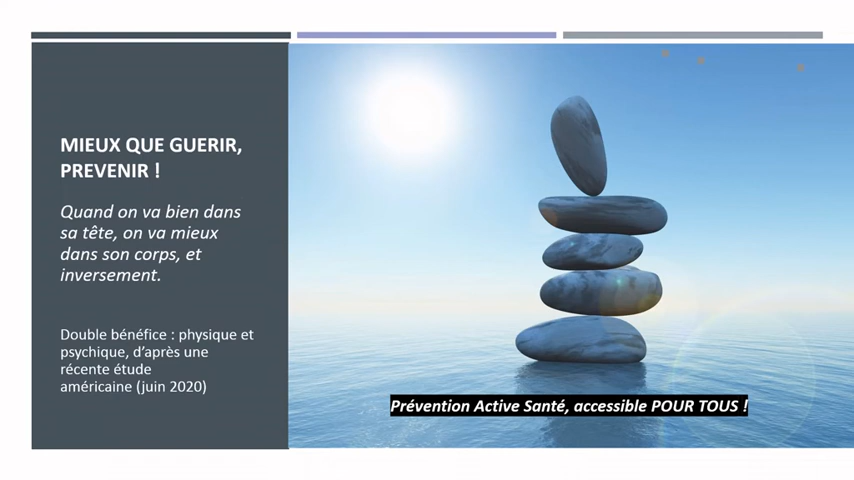 MIEUX QUE GUERIR,
PREVENIR !
Quand on va bien dans
sa tête, on va mieux
dans son corps, et
inversement.
Double bénéfice : physique et
psychique, d’après une
récente étude
américaine (juin 2020)
Prévention Active Santé, accessible POUR TOUS !